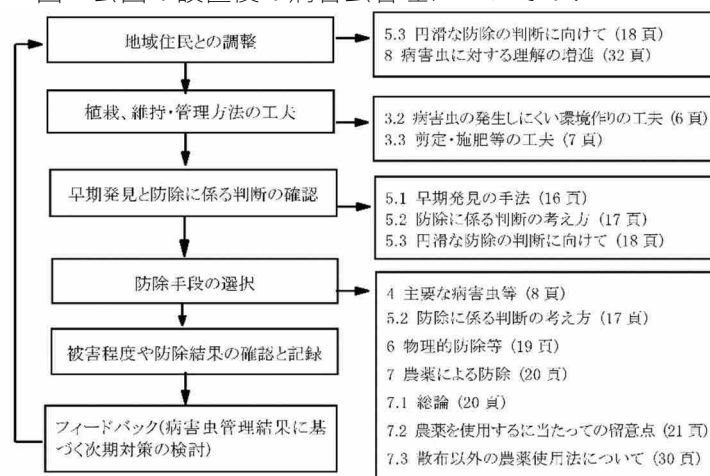 地域住民との調整
5.3 円滑な防除の判断に向けて (18 頁)
8 病害虫に対する理解の増進 (32 頁)
植栽、維持・管理方法の工夫
3.2 病害虫の発生しにくい環境作りの工夫 (6 頁)
3.3 剪定・施肥等の工夫 (7 頁)
早期発見と防除に係る判断の確認
5.1 早期発見の手法 (16 頁)
5.2 防除に係る判断の考え方 (17 頁)
5.3 円滑な防除の判断に向けて (18 頁)
防除手段の選択
4 主要な病害虫等 (8 頁)
5.2 防除に係る判断の考え方 (17 頁)
6 物理的防除等 (19 頁)
7 農薬による防除 (20 頁)
7.1 総論 (20 頁)
7.2 農薬を使用するに当たっての留意点 (21 頁)
7.3 散布以外の農薬使用法について (30 頁)
被害程度や防除結果の確認と記録
フィードバック(病害虫管理結果に基
づく次期対策の検討)